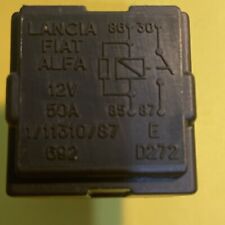 LANCIA 86 30
FIAT
ALFA
12V
50A 85 87
1/11310/87 E
692 D272